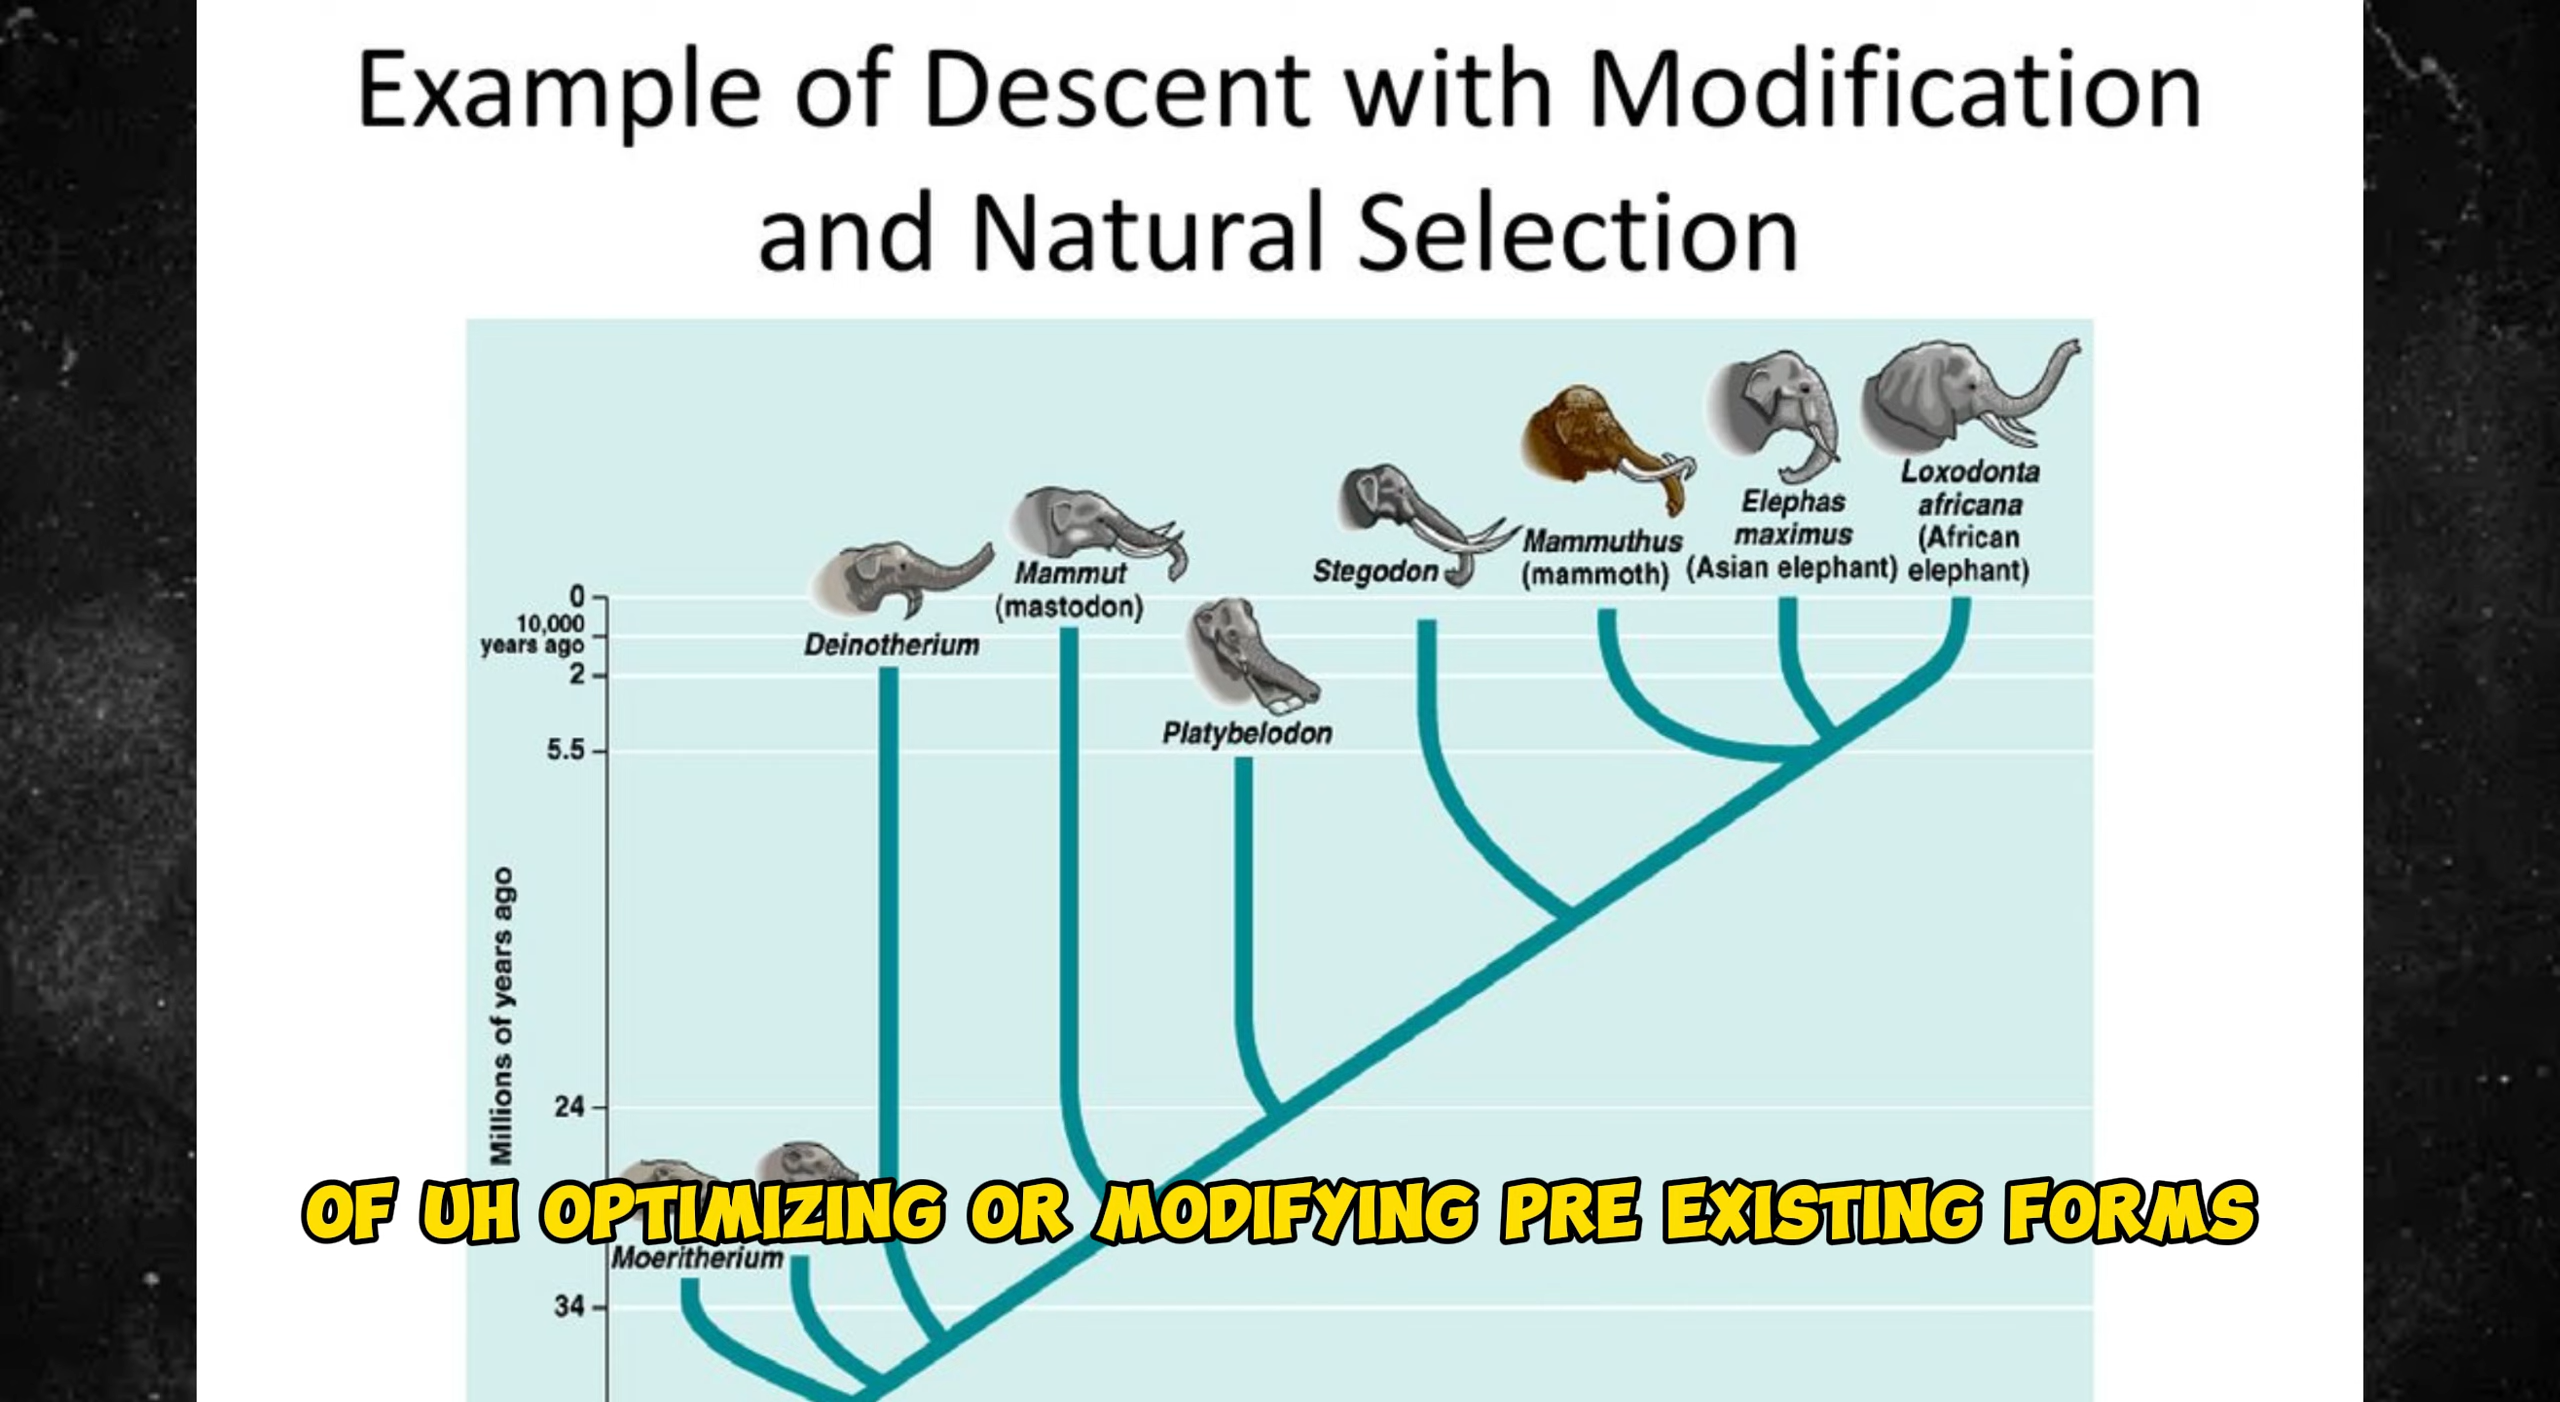 Example of Descent with Modification
and Natural Selection
Loxodonta
africana
(African
elephant)
Elephas
maximus
(Asian elephant)
Mammuthus
(mammoth)
Stegodon
Mammut
(mastodon)
Deinotherium
Platybelodon
0
10,000
years ago
2
5.5
24
34
Millions of years ago
OF UH OPTIMIZING OR MODIFYING PRE EXISTING FORMS
Moeritherium